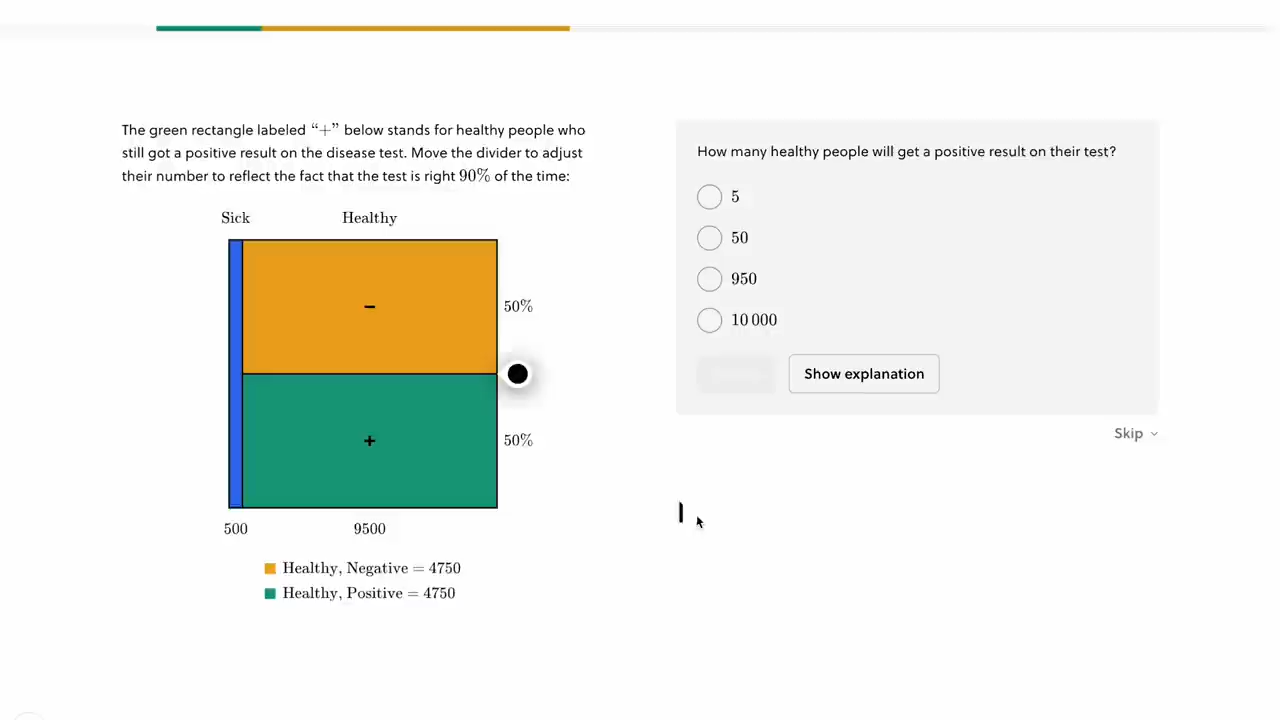 The green rectangle labeled “+” below stands for healthy people who
still got a positive result on the disease test. Move the divider to adjust
their number to reflect the fact that the test is right 90% of the time:
Sick Healthy
−
50%
+
50%
500 9500
Healthy, Negative = 4750
Healthy, Positive = 4750
How many healthy people will get a positive result on their test?
5
50
950
10 000
Show explanation
Skip